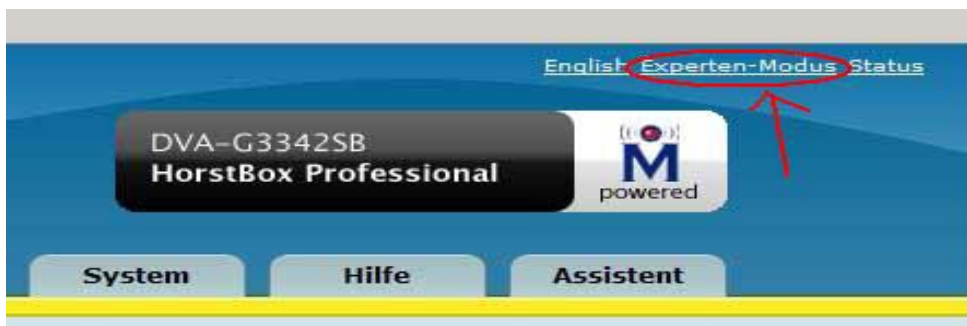 English Experten-Modus Status
DVA-G3342SB
HorstBox Professional
M
powered
System Hilfe Assistent